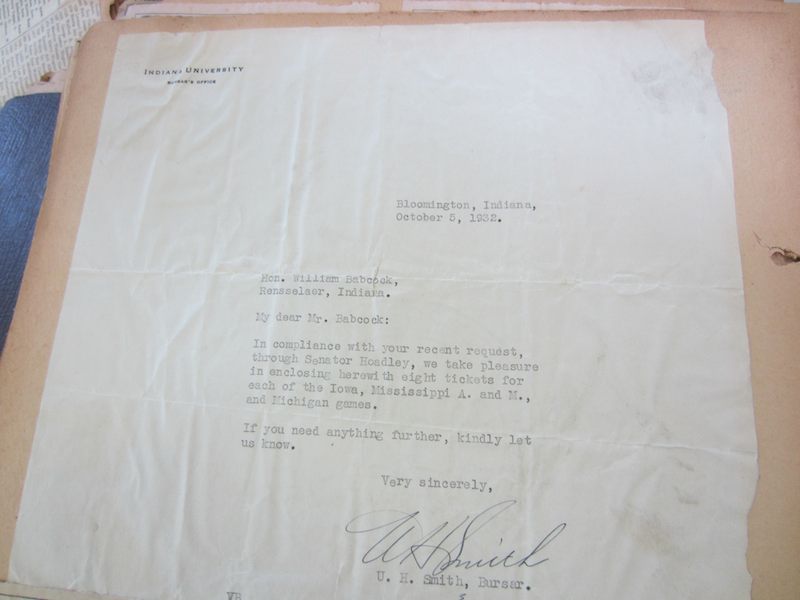 INDIANA UNIVERSITY
BURSAR'S OFFICE
Bloomington, Indiana,
October 5, 1932.
Hon. William Babcock,
Rensselaer, Indiana.
My dear Mr. Babcock:
In compliance with your recent request,
through Senator Hoadley, we take pleasure
in enclosing herewith eight tickets for
each of the Iowa, Mississippi A. and M.,
and Michigan games.
If you need anything further, kindly let
us know.
Very sincerely,
U H Smith
U. H. Smith, Bursar.
VB